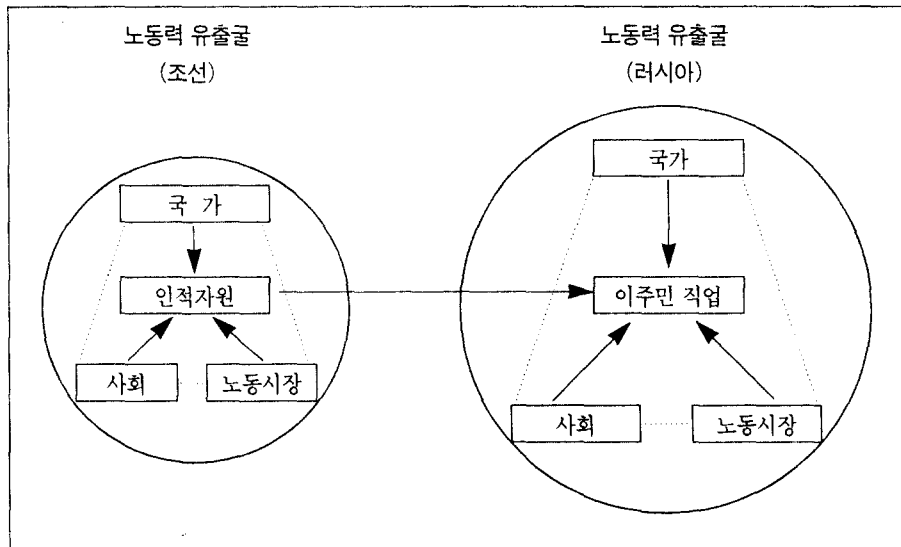 노동력 유출굴
(조선)
국 가
인적자원
사회
노동시장
노동력 유출굴
(러시아)
국가
이주민 직업
사회
노동시장